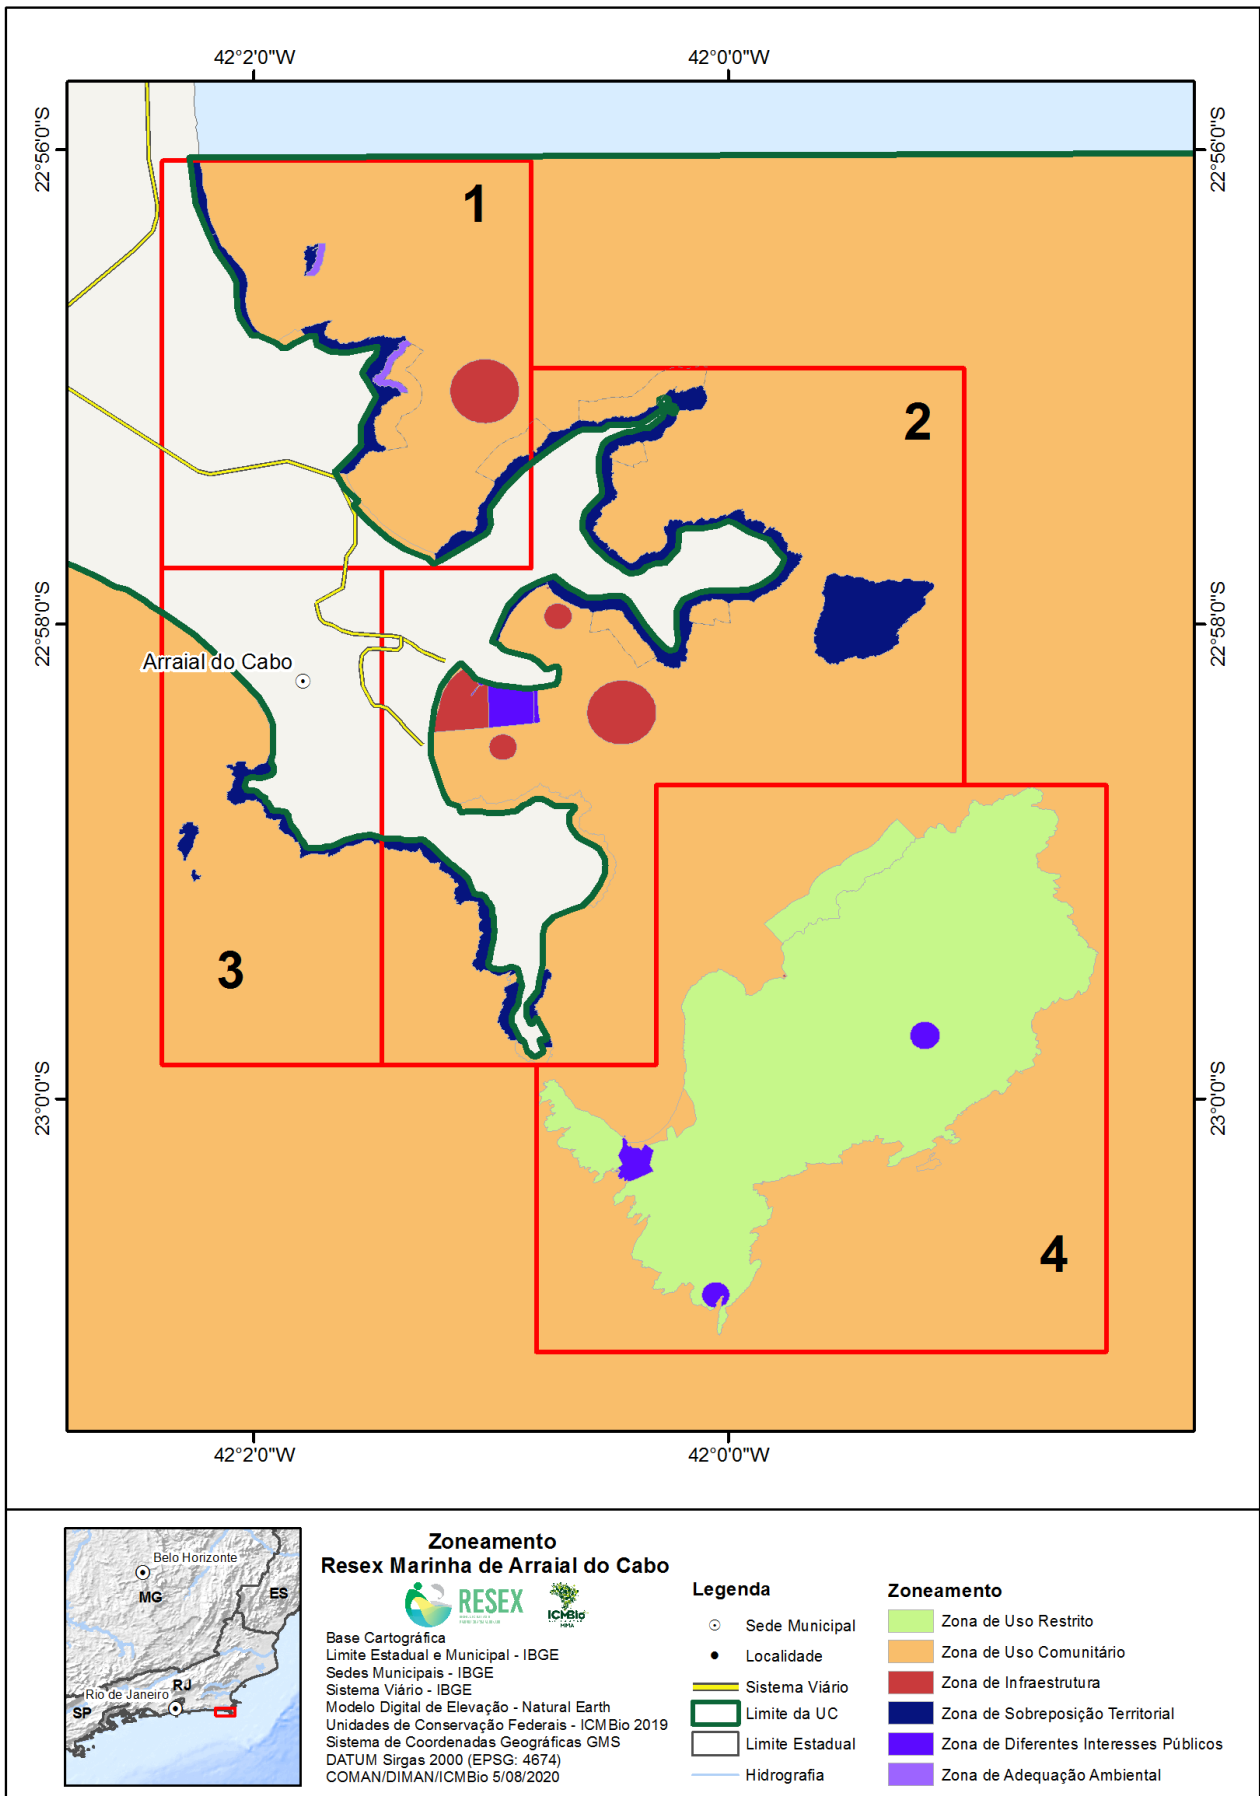 42°2'0"W
42°0'0"W
22°56'0"S
22°56'0"S
1
2
22°58'0"S
22°58'0"S
Arraial do Cabo
3
23°0'0"S
23°0'0"S
4
42°2'0"W
42°0'0"W
Belo Horizonte
MG
ES
RJ
Rio de Janeiro
SP
Zoneamento
Resex Marinha de Arraial do Cabo
RESEX
ICMBio
MMA
Base Cartográfica
Limite Estadual e Municipal - IBGE
Sedes Municipais - IBGE
Sistema Viário - IBGE
Modelo Digital de Elevação - Natural Earth
Unidades de Conservação Federais - ICMBio 2019
Sistema de Coordenadas Geográficas GMS
DATUM Sirgas 2000 (EPSG: 4674)
COMAN/DIMAN/ICMBio 5/08/2020
Legenda
Sede Municipal
Localidade
Sistema Viário
Limite da UC
Limite Estadual
Hidrografia
Zoneamento
Zona de Uso Restrito
Zona de Uso Comunitário
Zona de Infraestrutura
Zona de Sobreposição Territorial
Zona de Diferentes Interesses Públicos
Zona de Adequação Ambiental